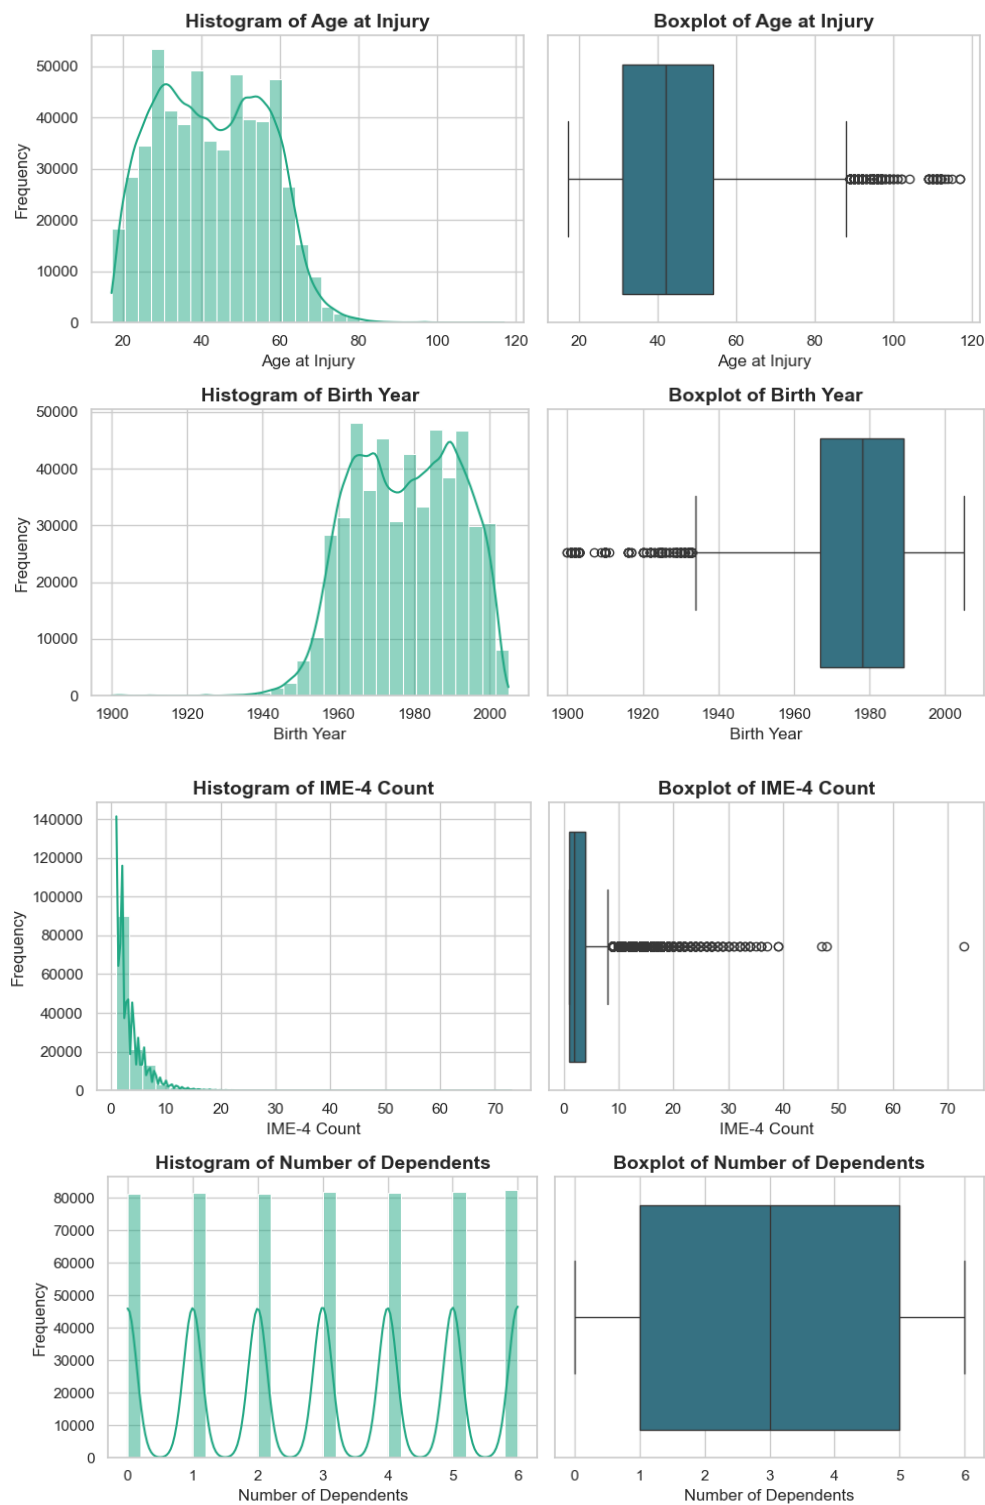 Histogram of Age at Injury
Boxplot of Age at Injury
50000
40000
30000
20000
10000
0
Frequency
20 40 60 80 100 120
Age at Injury
20 40 60 80 100 120
Age at Injury
Histogram of Birth Year
Boxplot of Birth Year
50000
40000
30000
20000
10000
0
Frequency
1900 1920 1940 1960 1980 2000
Birth Year
1900 1920 1940 1960 1980 2000
Birth Year
Histogram of IME-4 Count
Boxplot of IME-4 Count
140000
120000
100000
80000
60000
40000
20000
0
Frequency
0 10 20 30 40 50 60 70
IME-4 Count
0 10 20 30 40 50 60 70
IME-4 Count
Histogram of Number of Dependents
Boxplot of Number of Dependents
80000
70000
60000
50000
40000
30000
20000
10000
0
Frequency
0 1 2 3 4 5 6
Number of Dependents
0 1 2 3 4 5 6
Number of Dependents